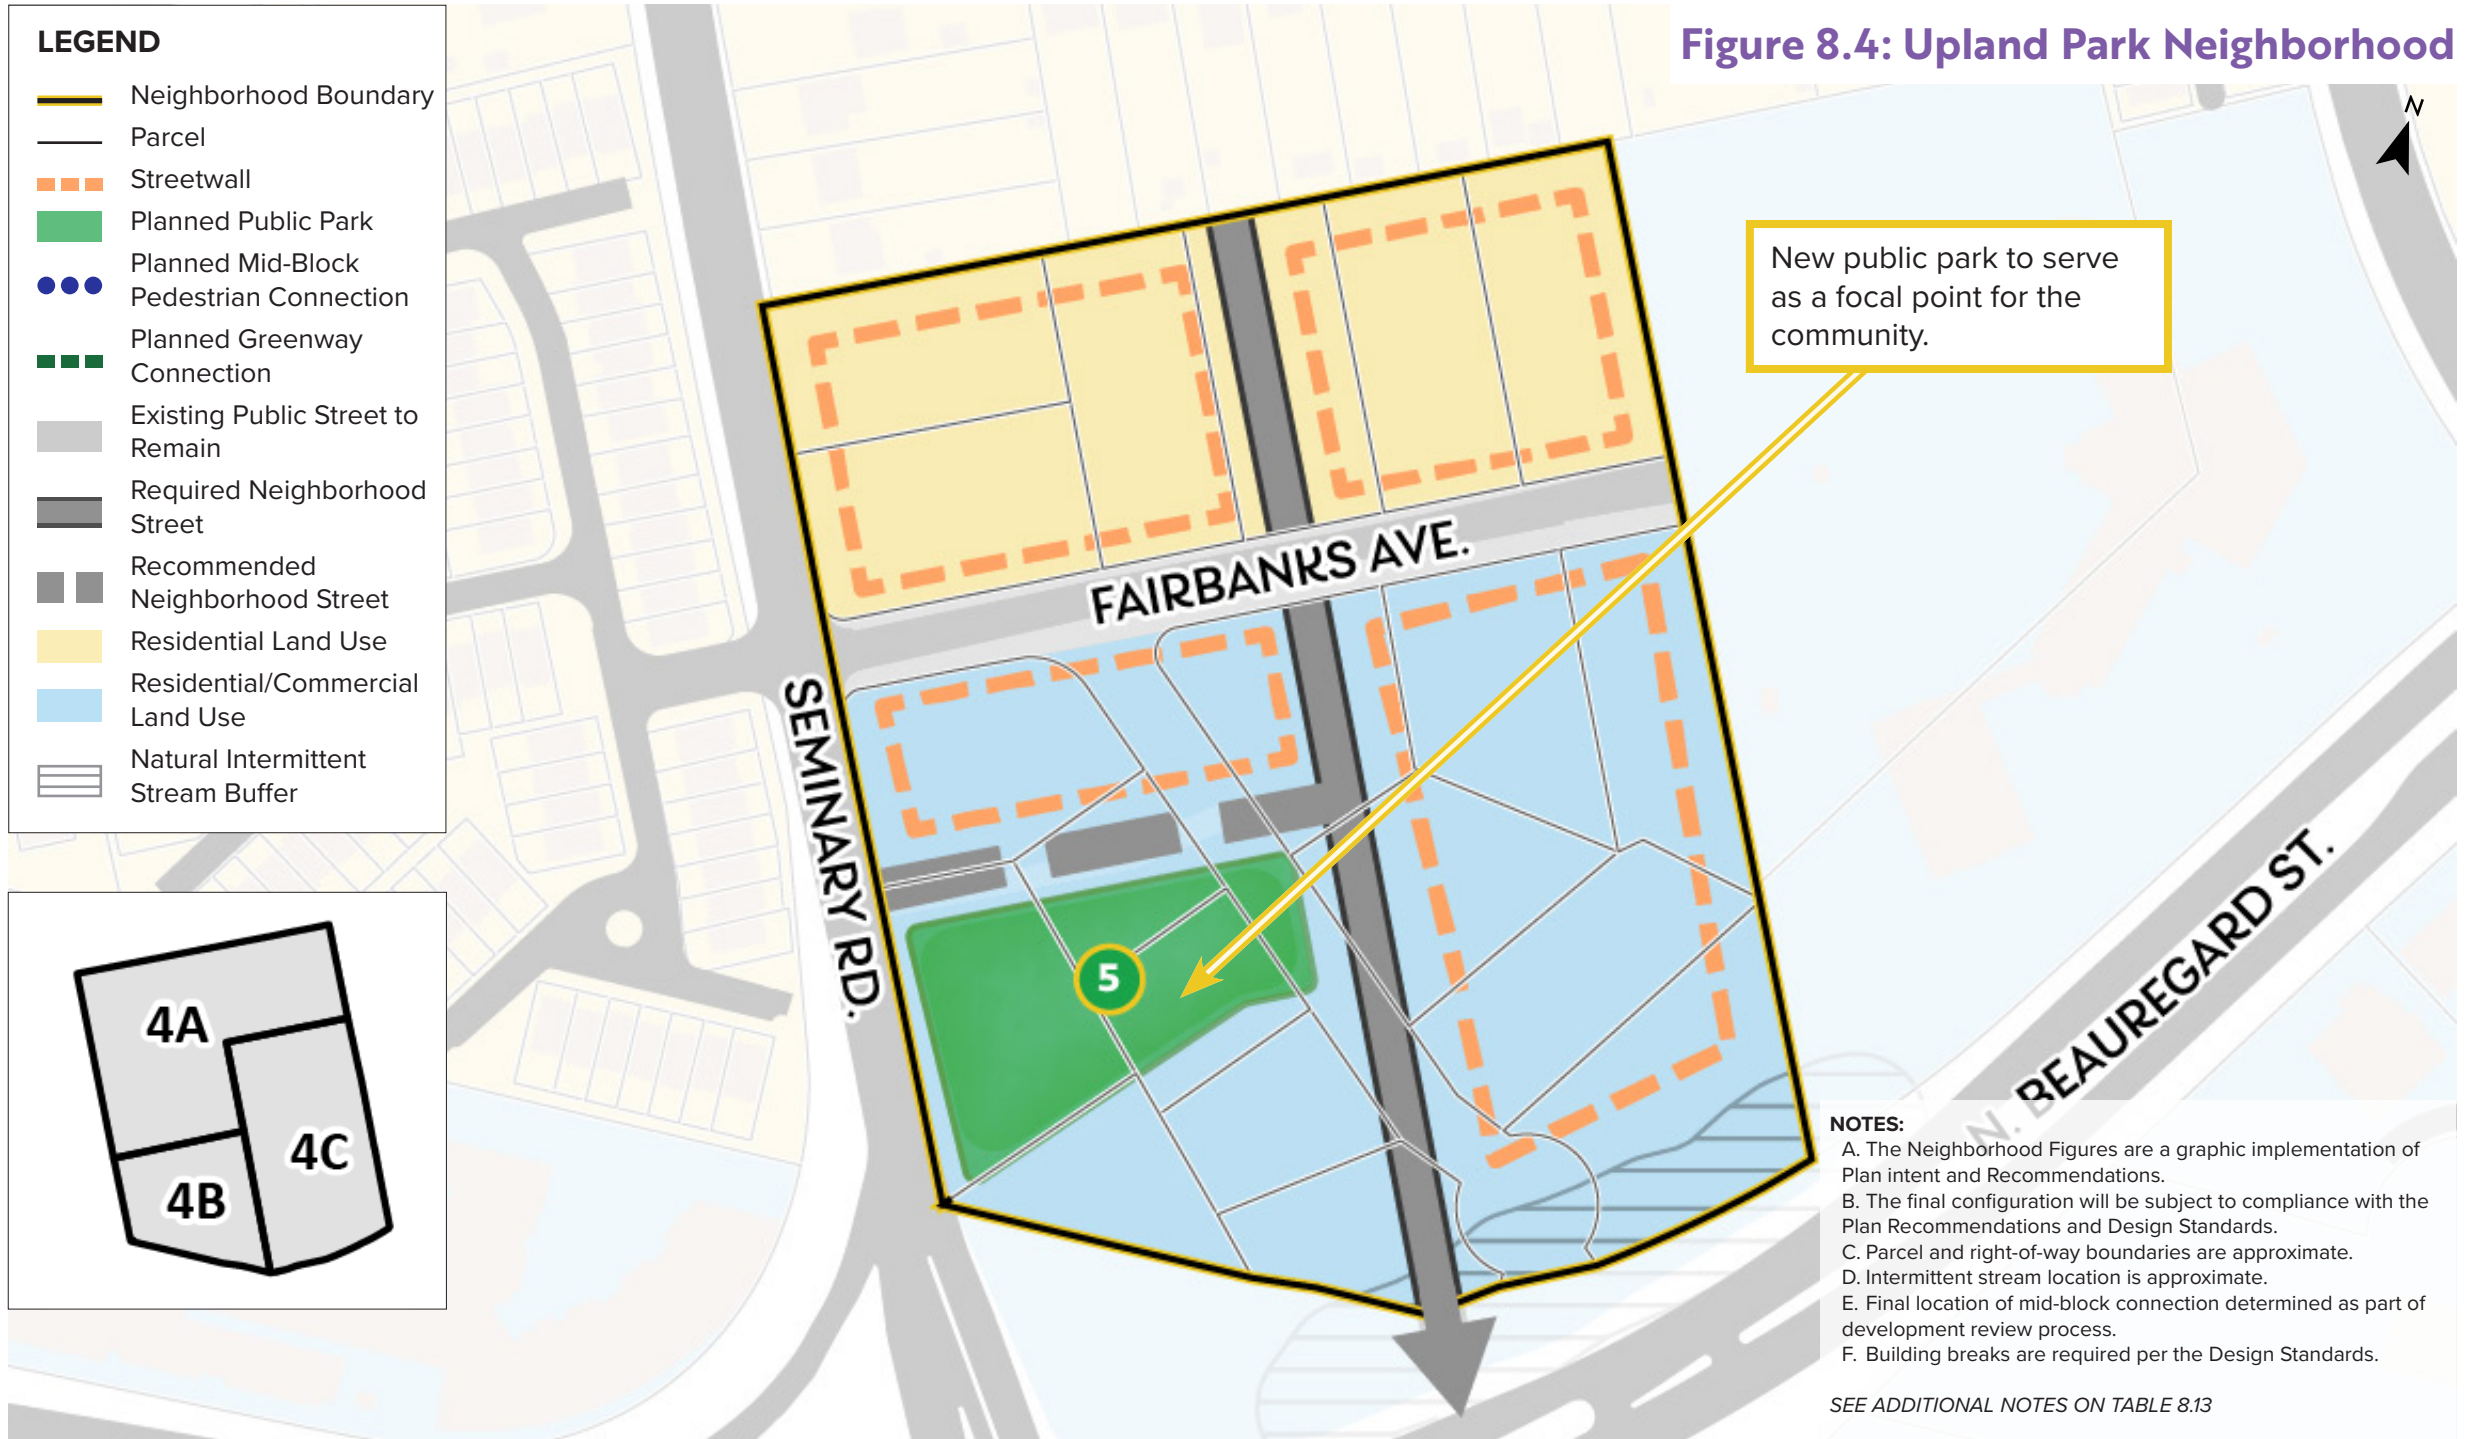 Figure 8.4: Upland Park Neighborhood
LEGEND
Neighborhood Boundary
Parcel
Streetwall
Planned Public Park
Planned Mid-Block
Pedestrian Connection
Planned Greenway
Connection
Existing Public Street to
Remain
Required Neighborhood
Street
Recommended
Neighborhood Street
Residential Land Use
Residential/Commercial
Land Use
Natural Intermittent
Stream Buffer
N
New public park to serve
as a focal point for the
community.
FAIRBANKS AVE.
SEMINARY RD.
N. BEAUREGARD ST.
5
4A
4B
4C
NOTES:
A. The Neighborhood Figures are a graphic implementation of
Plan intent and Recommendations.
B. The final configuration will be subject to compliance with the
Plan Recommendations and Design Standards.
C. Parcel and right-of-way boundaries are approximate.
D. Intermittent stream location is approximate.
E. Final location of mid-block connection determined as part of
development review process.
F. Building breaks are required per the Design Standards.
SEE ADDITIONAL NOTES ON TABLE 8.13